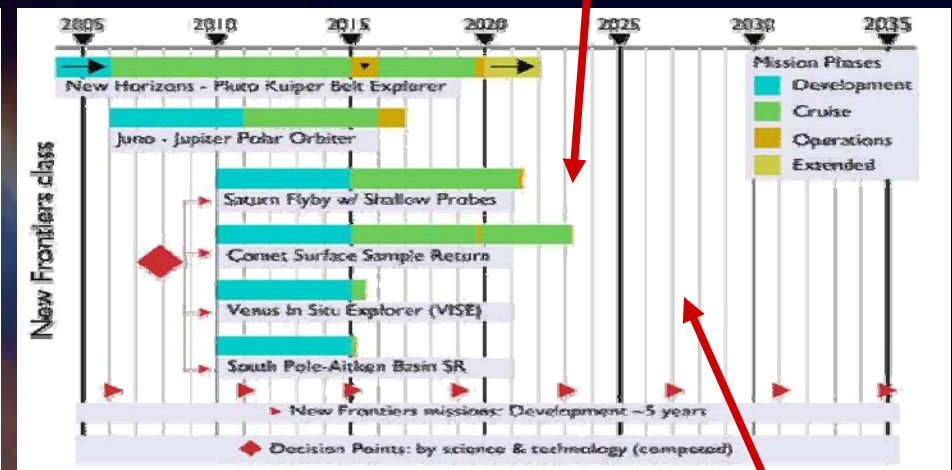 2005 2010 2015 2020 2025 2030 2035
New Frontiers class
New Horizons - Pluto Kuiper Belt Explorer
Juno - Jupiter Polar Orbiter
Saturn Flyby w/ Shallow Probes
Comet Surface Sample Return
Venus In Situ Explorer (VISE)
South Pole-Aitken Basin SR
Mission Phases
Development
Cruise
Operations
Extended
New Frontiers missions: Development ~5 years
Decision Points: by science & technology (competed)